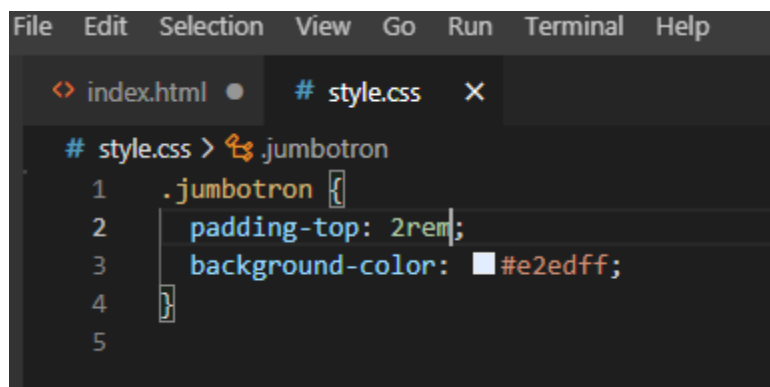 File Edit Selection View Go Run Terminal Help
index.html style.css
# style.css > .jumbotron
1 .jumbotron {
2 padding-top: 2rem;
3 background-color: #e2edff;
4 }
5